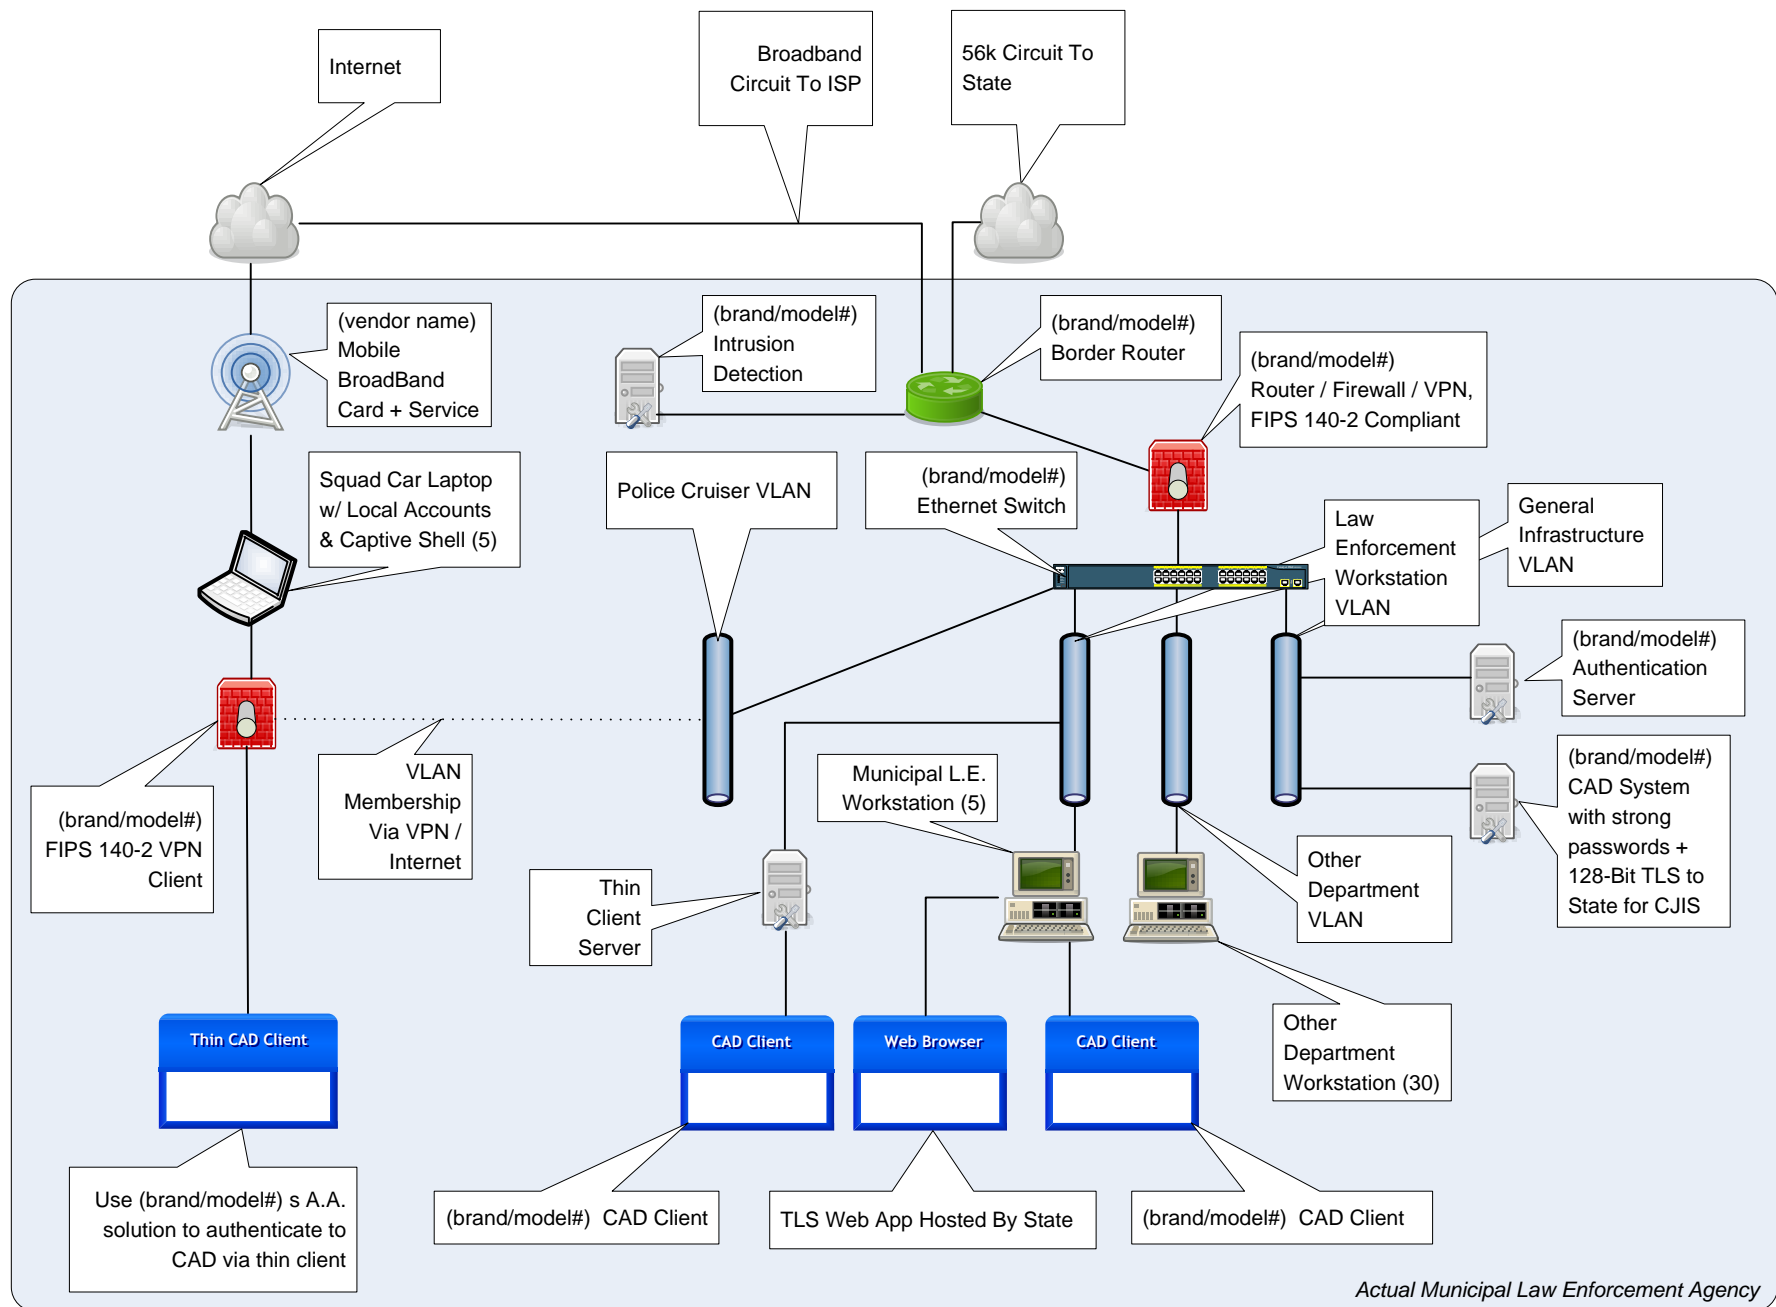 Internet
Broadband
Circuit To ISP
56k Circuit To
State
(vendor name)
Mobile
BroadBand
Card + Service
(brand/model#)
Intrusion
Detection
(brand/model#)
Border Router
(brand/model#)
Router / Firewall / VPN,
FIPS 140-2 Compliant
Squad Car Laptop
w/ Local Accounts
& Captive Shell (5)
Police Cruiser VLAN
(brand/model#)
Ethernet Switch
Law
Enforcement
Workstation
VLAN
General
Infrastructure
VLAN
(brand/model#)
Authentication
Server
(brand/model#)
FIPS 140-2 VPN
Client
VLAN
Membership
Via VPN /
Internet
Municipal L.E.
Workstation (5)
(brand/model#)
CAD System
with strong
passwords +
128-Bit TLS to
State for CJIS
Thin
Client
Server
Other
Department
VLAN
Other
Department
Workstation (30)
Thin CAD Client
CAD Client
Web Browser
CAD Client
Use (brand/model#) s A.A.
solution to authenticate to
CAD via thin client
(brand/model#) CAD Client
TLS Web App Hosted By State
(brand/model#) CAD Client
Actual Municipal Law Enforcement Agency